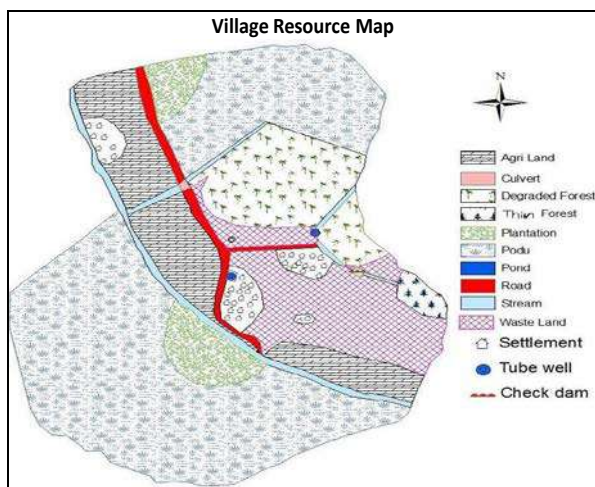 Village Resource Map
N
Agri Land
Culvert
Degraded Forest
Thin Forest
Plantation
Podu
Pond
Road
Stream
Waste Land
Settlement
Tube well
Check dam